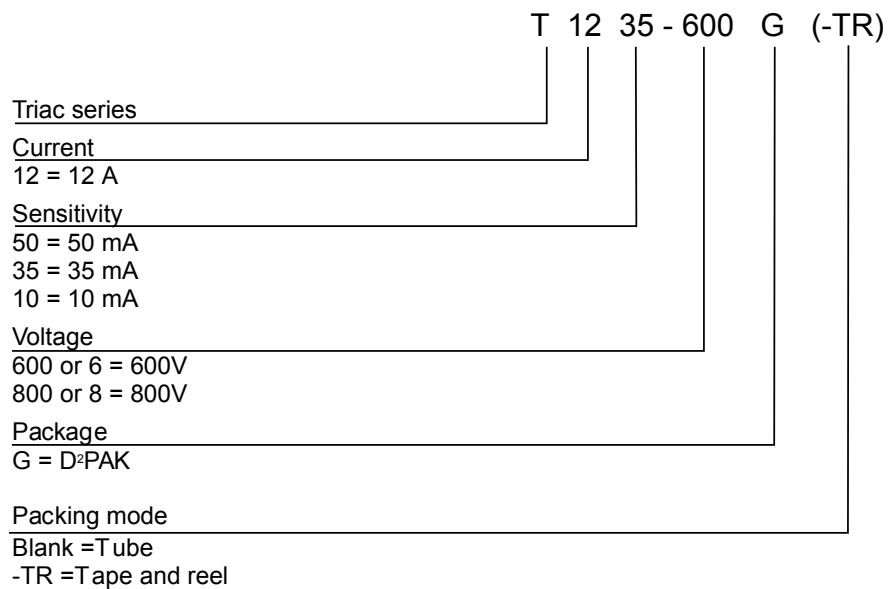 T 12 35 - 600 G (-TR)
Triac series
Current
12 = 12 A
Sensitivity
50 = 50 mA
35 = 35 mA
10 = 10 mA
Voltage
600 or 6 = 600V
800 or 8 = 800V
Package
G = D²PAK
Packing mode
Blank =Tube
-TR =Tape and reel